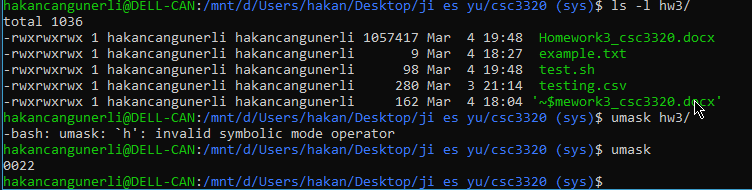 hakancangunerli@DELL-CAN:/mnt/d/Users/hakan/Desktop/ji es yu/csc3320 (sys)$ ls -l hw3/
total 1036
-rwxrwxrwx 1 hakancangunerli hakancangunerli 1057417 Mar  4 19:48  Homework3_csc3320.docx
-rwxrwxrwx 1 hakancangunerli hakancangunerli       9 Mar  4 18:27  example.txt
-rwxrwxrwx 1 hakancangunerli hakancangunerli      98 Mar  4 19:48  test.sh
-rwxrwxrwx 1 hakancangunerli hakancangunerli     280 Mar  3 21:14  testing.csv
-rwxrwxrwx 1 hakancangunerli hakancangunerli     162 Mar  4 18:04 '~$mework3_csc3320.docx'
hakancangunerli@DELL-CAN:/mnt/d/Users/hakan/Desktop/ji es yu/csc3320 (sys)$ umask hw3/
-bash: umask: `h': invalid symbolic mode operator
hakancangunerli@DELL-CAN:/mnt/d/Users/hakan/Desktop/ji es yu/csc3320 (sys)$ umask
0022
hakancangunerli@DELL-CAN:/mnt/d/Users/hakan/Desktop/ji es yu/csc3320 (sys)$